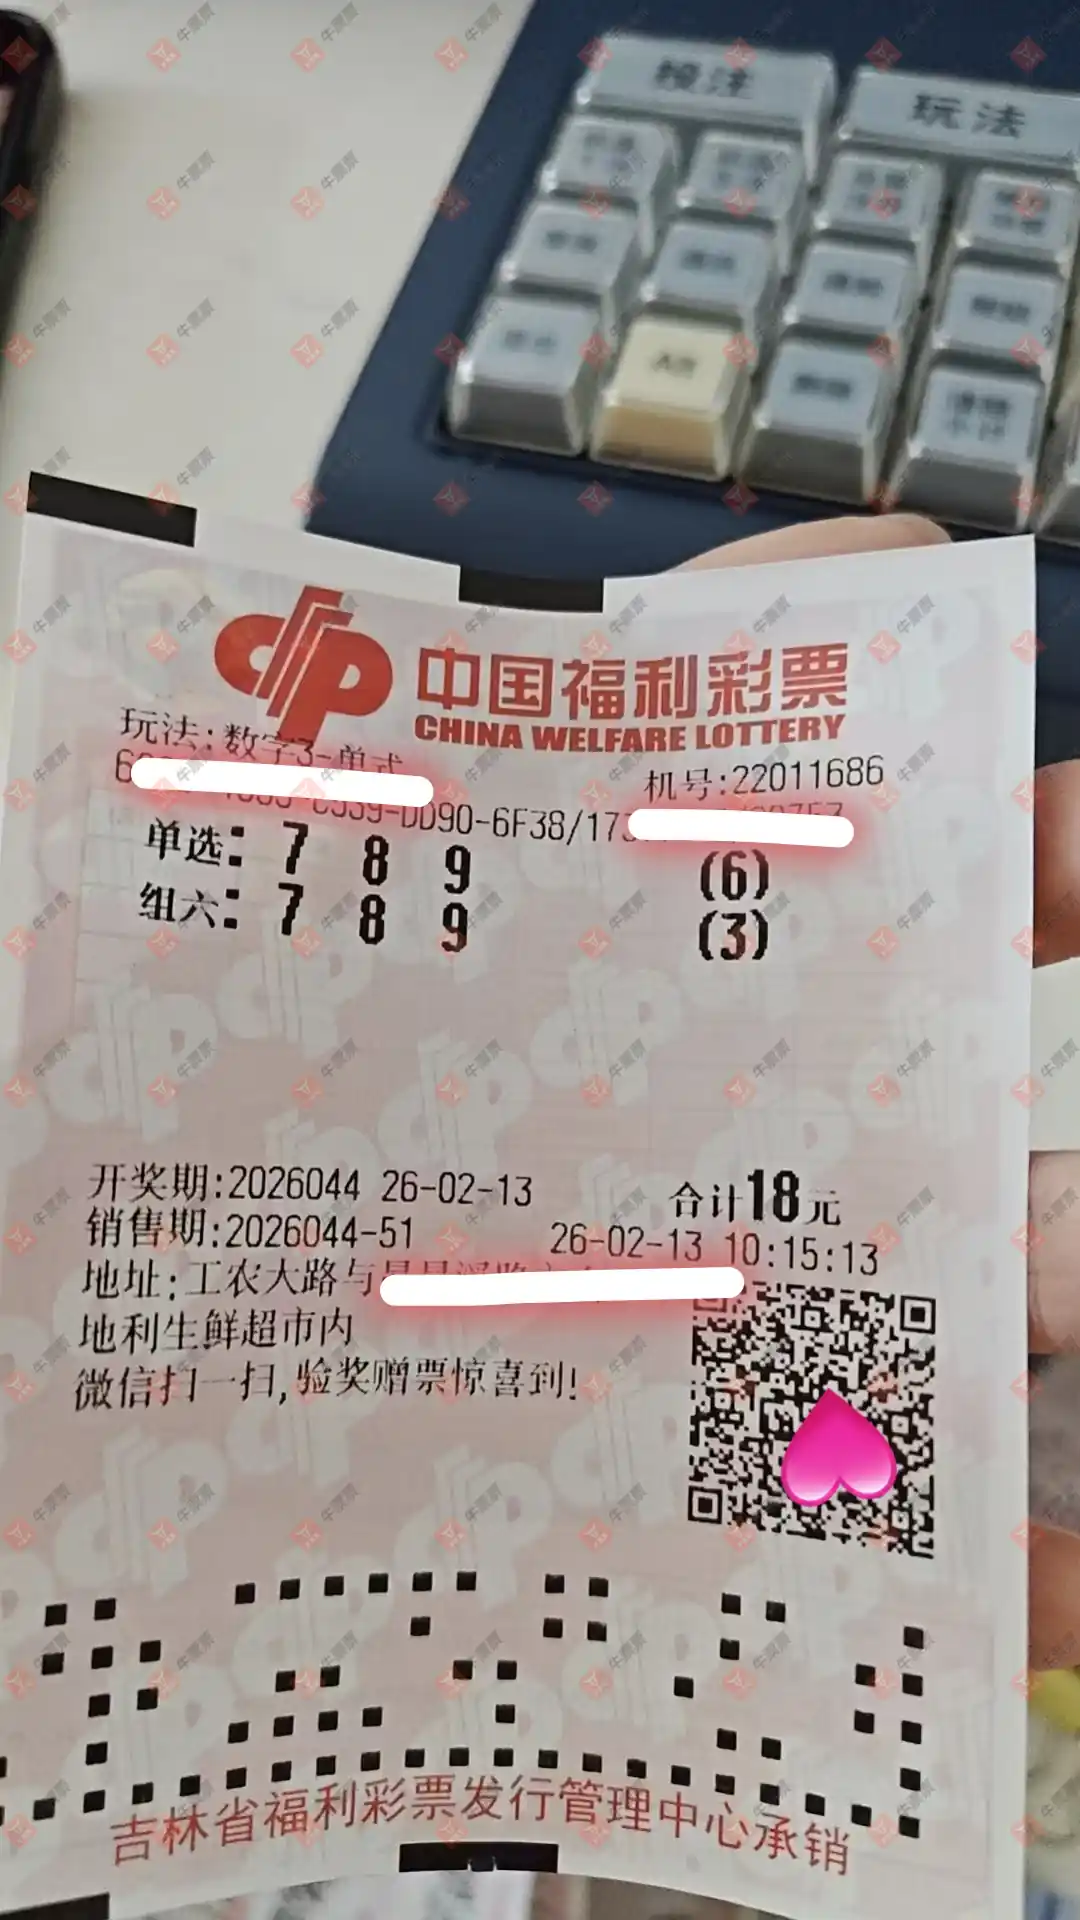 投注
玩法
中国福利彩票
CHINA WELFARE LOTTERY
玩法:数字3-单式
机号:22011686
DD90-6F38/173
单选: 7 8 9 (6)
组六: 7 8 9 (3)
开奖期:2026044 26-02-13
合计18元
销售期:2026044-51 26-02-13 10:15:13
地址:工农大路与
地利生鲜超市内
微信扫一扫,验奖赠票惊喜到!
吉林省福利彩票发行管理中心承销
牛票票